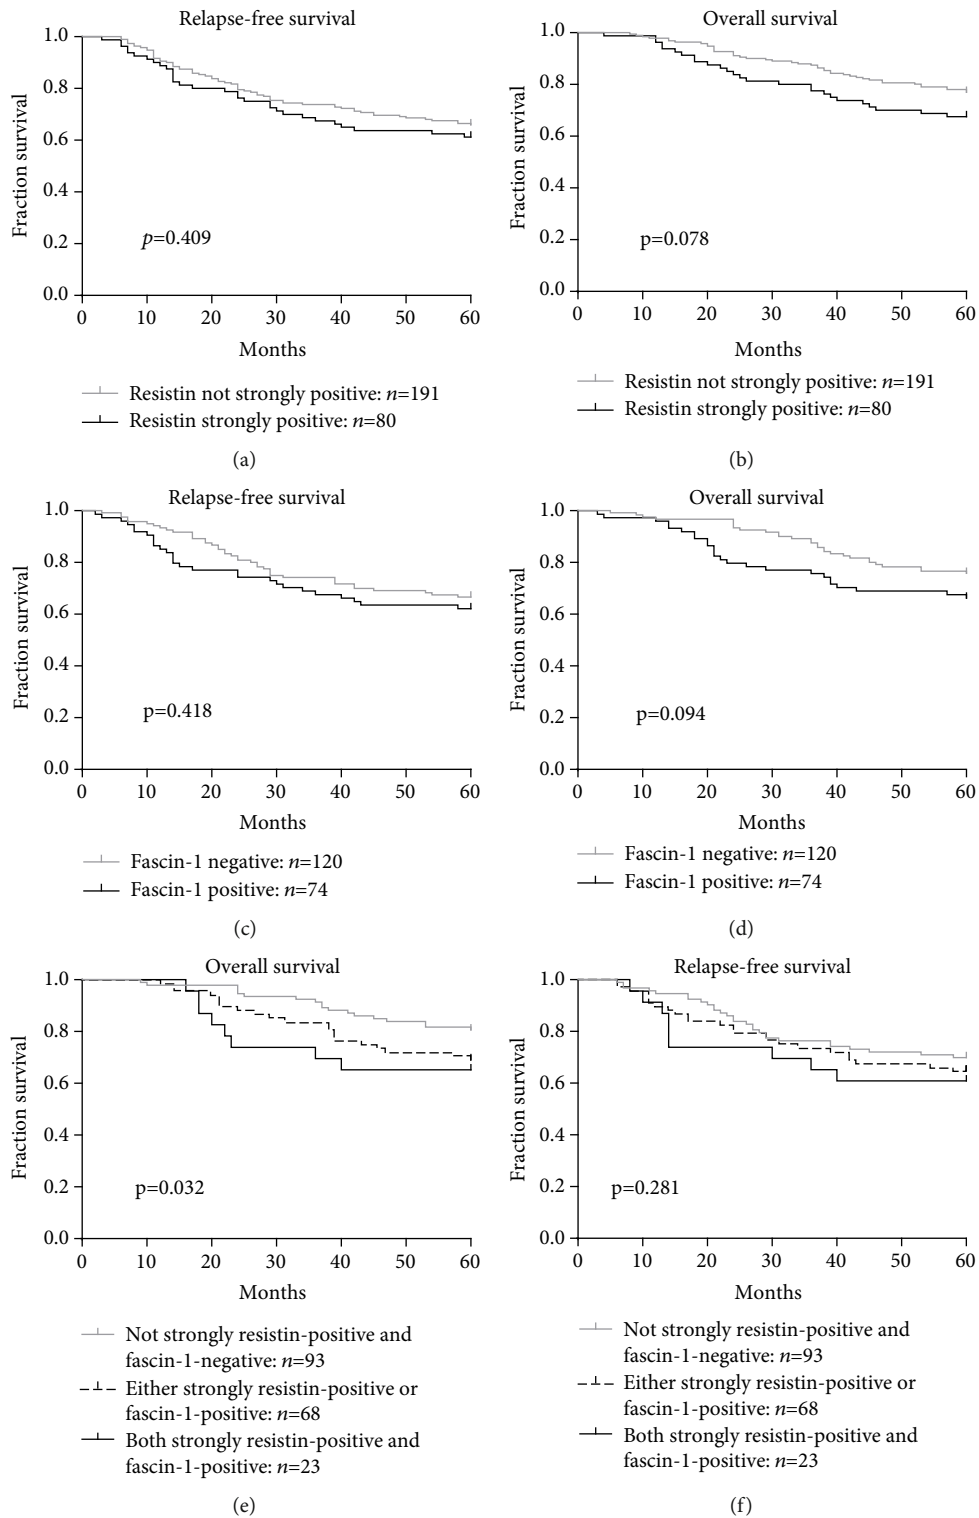 Relapse-free survival
1.0
0.8
0.6
0.4
0.2
0.0
Fraction survival
p=0.409
0 10 20 30 40 50 60
Months
Resistin not strongly positive: n=191
Resistin strongly positive: n=80
(a)
Overall survival
1.0
0.8
0.6
0.4
0.2
0.0
Fraction survival
p=0.078
0 10 20 30 40 50 60
Months
Resistin not strongly positive: n=191
Resistin strongly positive: n=80
(b)
Relapse-free survival
1.0
0.8
0.6
0.4
0.2
0.0
Fraction survival
p=0.418
0 10 20 30 40 50 60
Months
Fascin-1 negative: n=120
Fascin-1 positive: n=74
(c)
Overall survival
1.0
0.8
0.6
0.4
0.2
0.0
Fraction survival
p=0.094
0 10 20 30 40 50 60
Months
Fascin-1 negative: n=120
Fascin-1 positive: n=74
(d)
Overall survival
1.0
0.8
0.6
0.4
0.2
0.0
Fraction survival
p=0.032
0 10 20 30 40 50 60
Months
Not strongly resistin-positive and
fascin-1-negative: n=93
Either strongly resistin-positive or
fascin-1-positive: n=68
Both strongly resistin-positive and
fascin-1-positive: n=23
(e)
Relapse-free survival
1.0
0.8
0.6
0.4
0.2
0.0
Fraction survival
p=0.281
0 10 20 30 40 50 60
Months
Not strongly resistin-positive and
fascin-1-negative: n=93
Either strongly resistin-positive or
fascin-1-positive: n=68
Both strongly resistin-positive and
fascin-1-positive: n=23
(f)